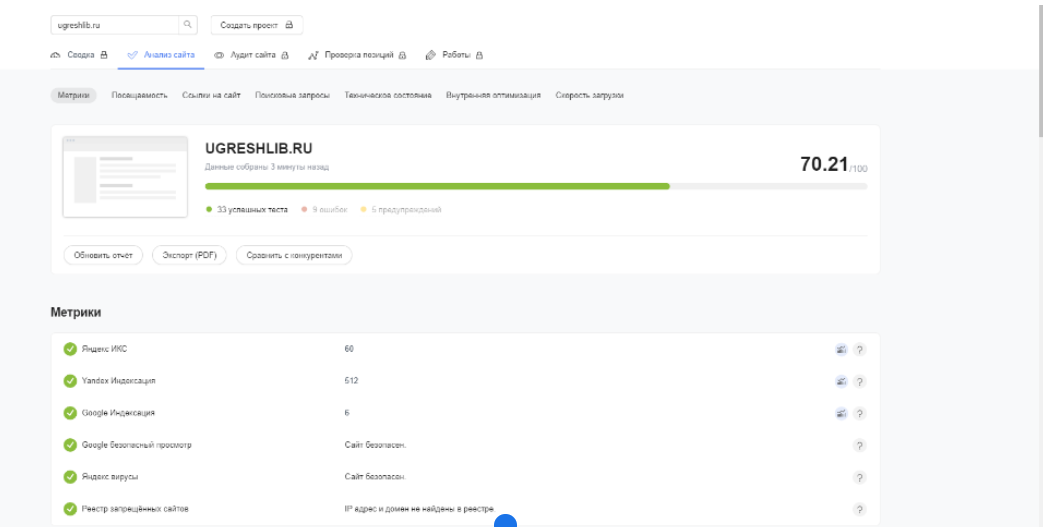 ugreshlib.ru Создать проект
Сводка Анализ сайта Аудит сайта Проверка позиций Работы
Метрики Посещаемость Ссылки на сайт Поисковые запросы Техническое состояние Внутренняя оптимизация Скорость загрузки
UGRESHLIB.RU
Данные собраны 3 минуты назад
70.21/100
33 успешных теста 9 ошибок 5 предупреждений
Обновить отчет Экспорт (PDF) Сравнить с конкурентами
Метрики
Яндекс ИКС 60 ?
Yandex Индексация 512 ?
Google Индексация 6 ?
Google безопасный просмотр Сайт безопасен. ?
Яндекс вирусы Сайт безопасен. ?
Реестр запрещённых сайтов IP адрес и домен не найдены в реестре. ?